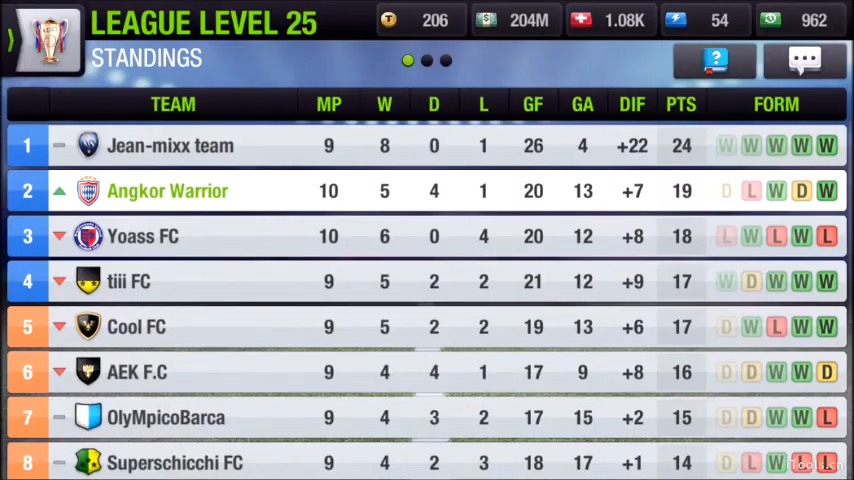 LEAGUE LEVEL 25
206 204M 1.08K 54 962
STANDINGS
TEAM MP W D L GF GA DIF PTS FORM
1 Jean-mixx team 9 8 0 1 26 4 +22 24 W W W W W
2 Angkor Warrior 10 5 4 1 20 13 +7 19 D L W D W
3 Yoass FC 10 6 0 4 20 12 +8 18 L W L W L
4 tiii FC 9 5 2 2 21 12 +9 17 W D W W W
5 Cool FC 9 5 2 2 19 13 +6 17 D W L W W
6 AEK F.C 9 4 4 1 17 9 +8 16 D D W W D
7 OlyMpicoBarca 9 4 3 2 17 15 +2 15 D D W W L
8 Superschicchi FC 9 4 2 3 18 17 +1 14 D L W L L
iTools.cn